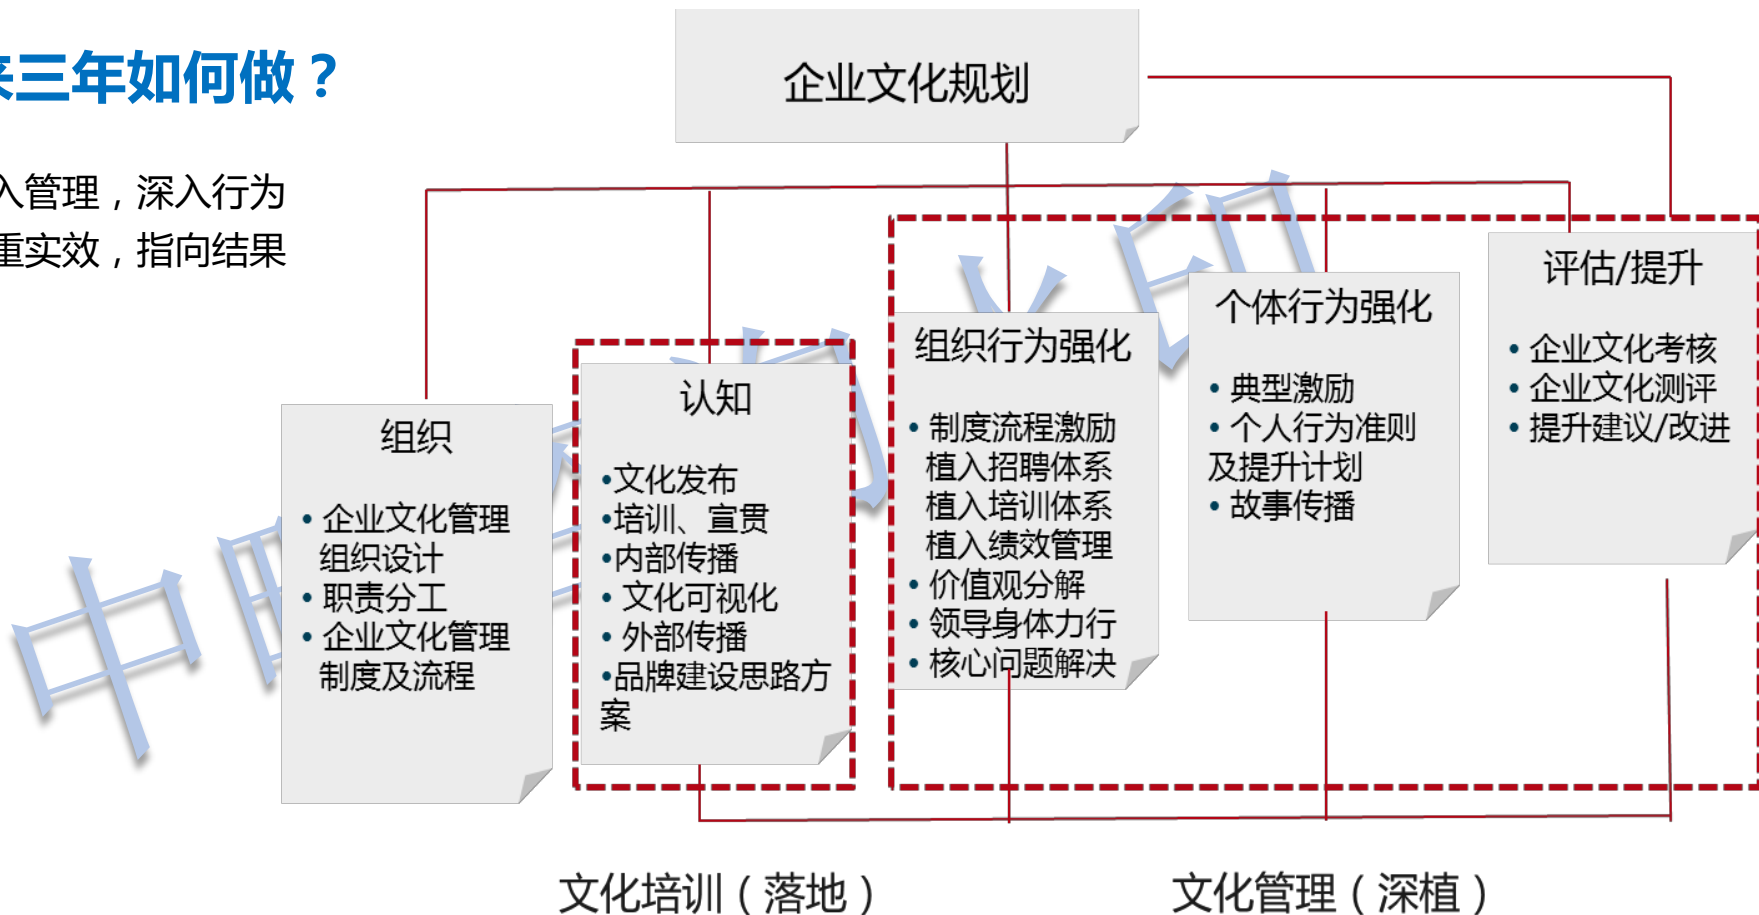 来三年如何做？
入管理，深入行为
重实效，指向结果
企业文化规划
组织
• 企业文化管理
组织设计
• 职责分工
• 企业文化管理
制度及流程
认知
•文化发布
•培训、宣贯
•内部传播
• 文化可视化
• 外部传播
•品牌建设思路方
案
组织行为强化
• 制度流程激励
植入招聘体系
植入培训体系
植入绩效管理
• 价值观分解
• 领导身体力行
• 核心问题解决
个体行为强化
• 典型激励
• 个人行为准则
及提升计划
• 故事传播
评估/提升
• 企业文化考核
• 企业文化测评
• 提升建议/改进
文化培训（落地）
文化管理（深植）